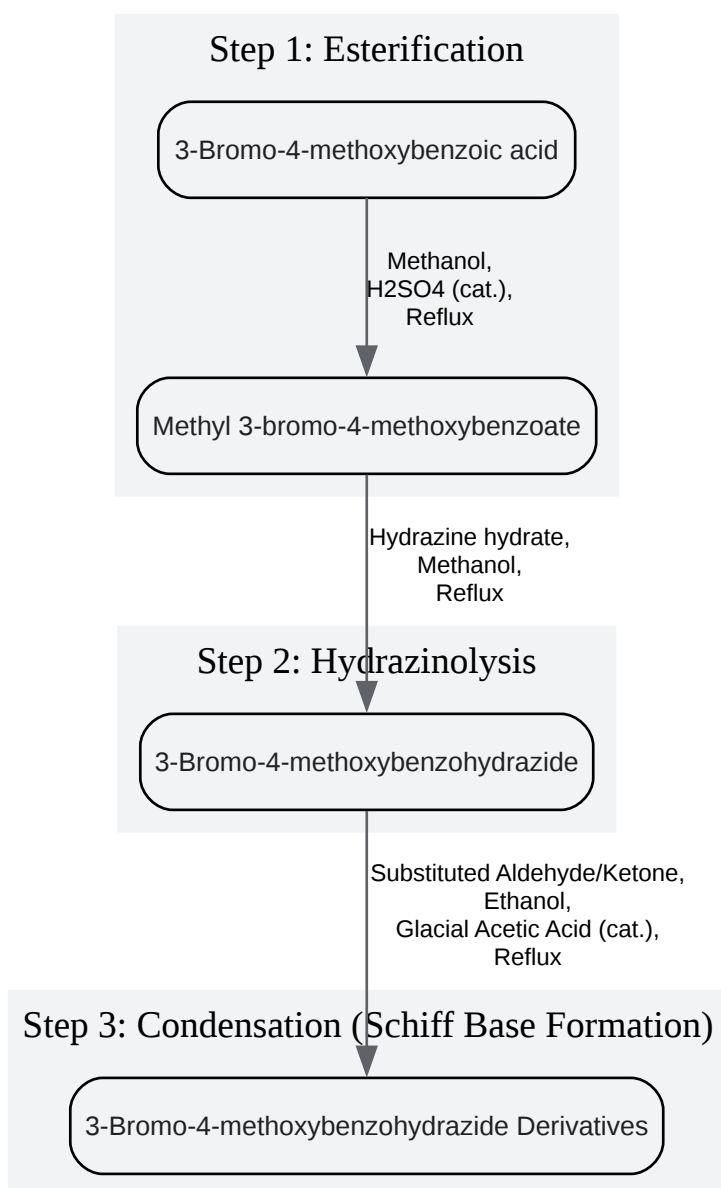 Step 1: Esterification
3-Bromo-4-methoxybenzoic acid
Methanol,
H2SO4 (cat.),
Reflux
Methyl 3-bromo-4-methoxybenzoate
Hydrazine hydrate,
Methanol,
Reflux
Step 2: Hydrazinolysis
3-Bromo-4-methoxybenzohydrazide
Substituted Aldehyde/Ketone,
Ethanol,
Glacial Acetic Acid (cat.),
Reflux
Step 3: Condensation (Schiff Base Formation)
3-Bromo-4-methoxybenzohydrazide Derivatives